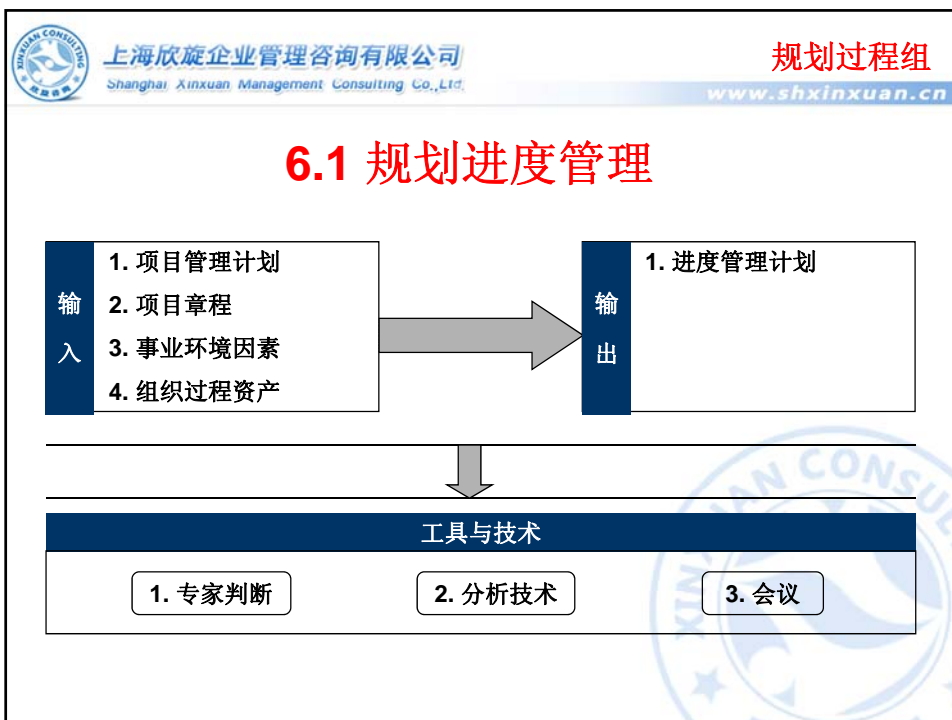 上海欣旋企业管理咨询有限公司
Shanghai Xinxuan Management Consulting Co.,Ltd.
规划过程组
www.shxinxuan.cn
6.1 规划进度管理
输入
1. 项目管理计划
2. 项目章程
3. 事业环境因素
4. 组织过程资产
输出
1. 进度管理计划
工具与技术
1. 专家判断
2. 分析技术
3. 会议